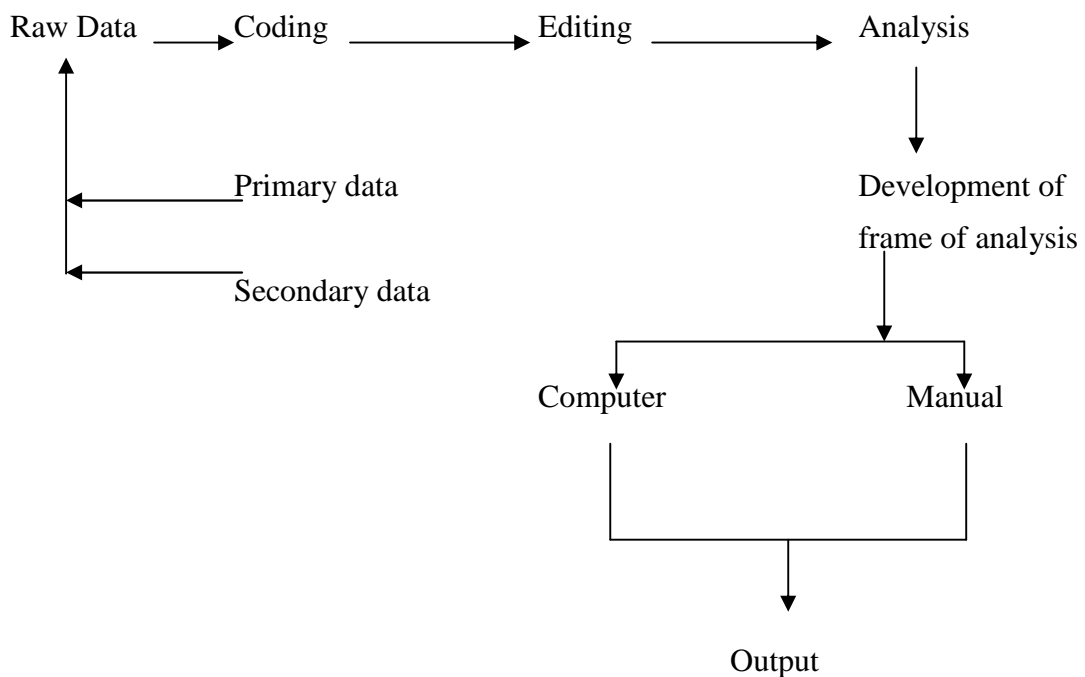 Raw Data
Coding
Editing
Analysis
Primary data
Secondary data
Development of
frame of analysis
Computer
Manual
Output